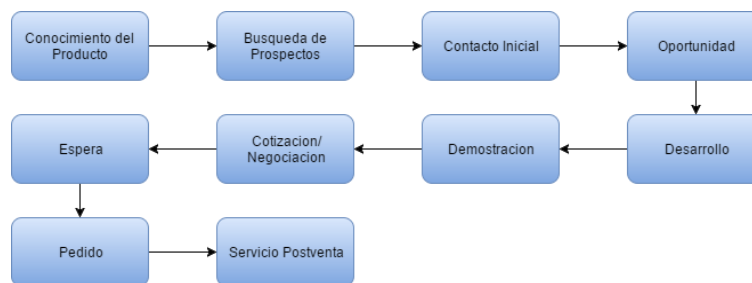 Conocimiento del
Producto
Busqueda de
Prospectos
Contacto Inicial
Oportunidad
Desarrollo
Demostracion
Cotizacion/
Negociacion
Espera
Pedido
Servicio Postventa